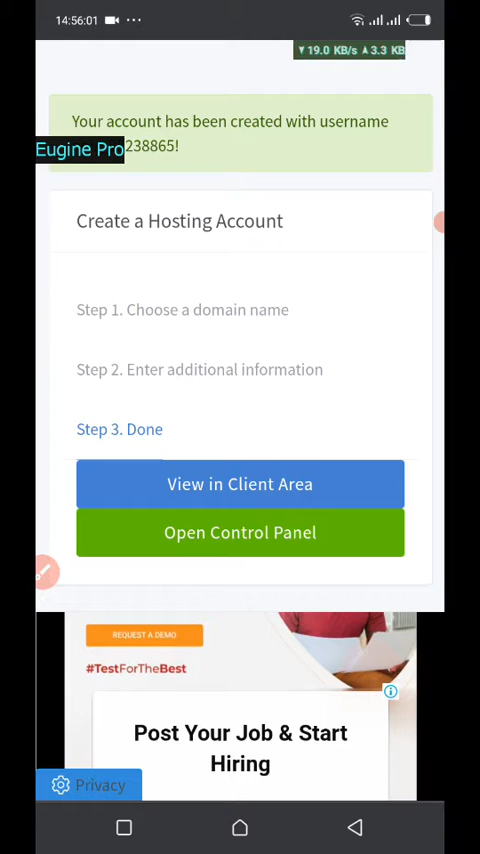 14:56:01
▼19.0 KB/s ▲3.3 KB
Your account has been created with username
Eugine Pro 238865!
Create a Hosting Account
Step 1. Choose a domain name
Step 2. Enter additional information
Step 3. Done
View in Client Area
Open Control Panel
REQUEST A DEMO
#TestForTheBest
Post Your Job & Start
Hiring
Privacy